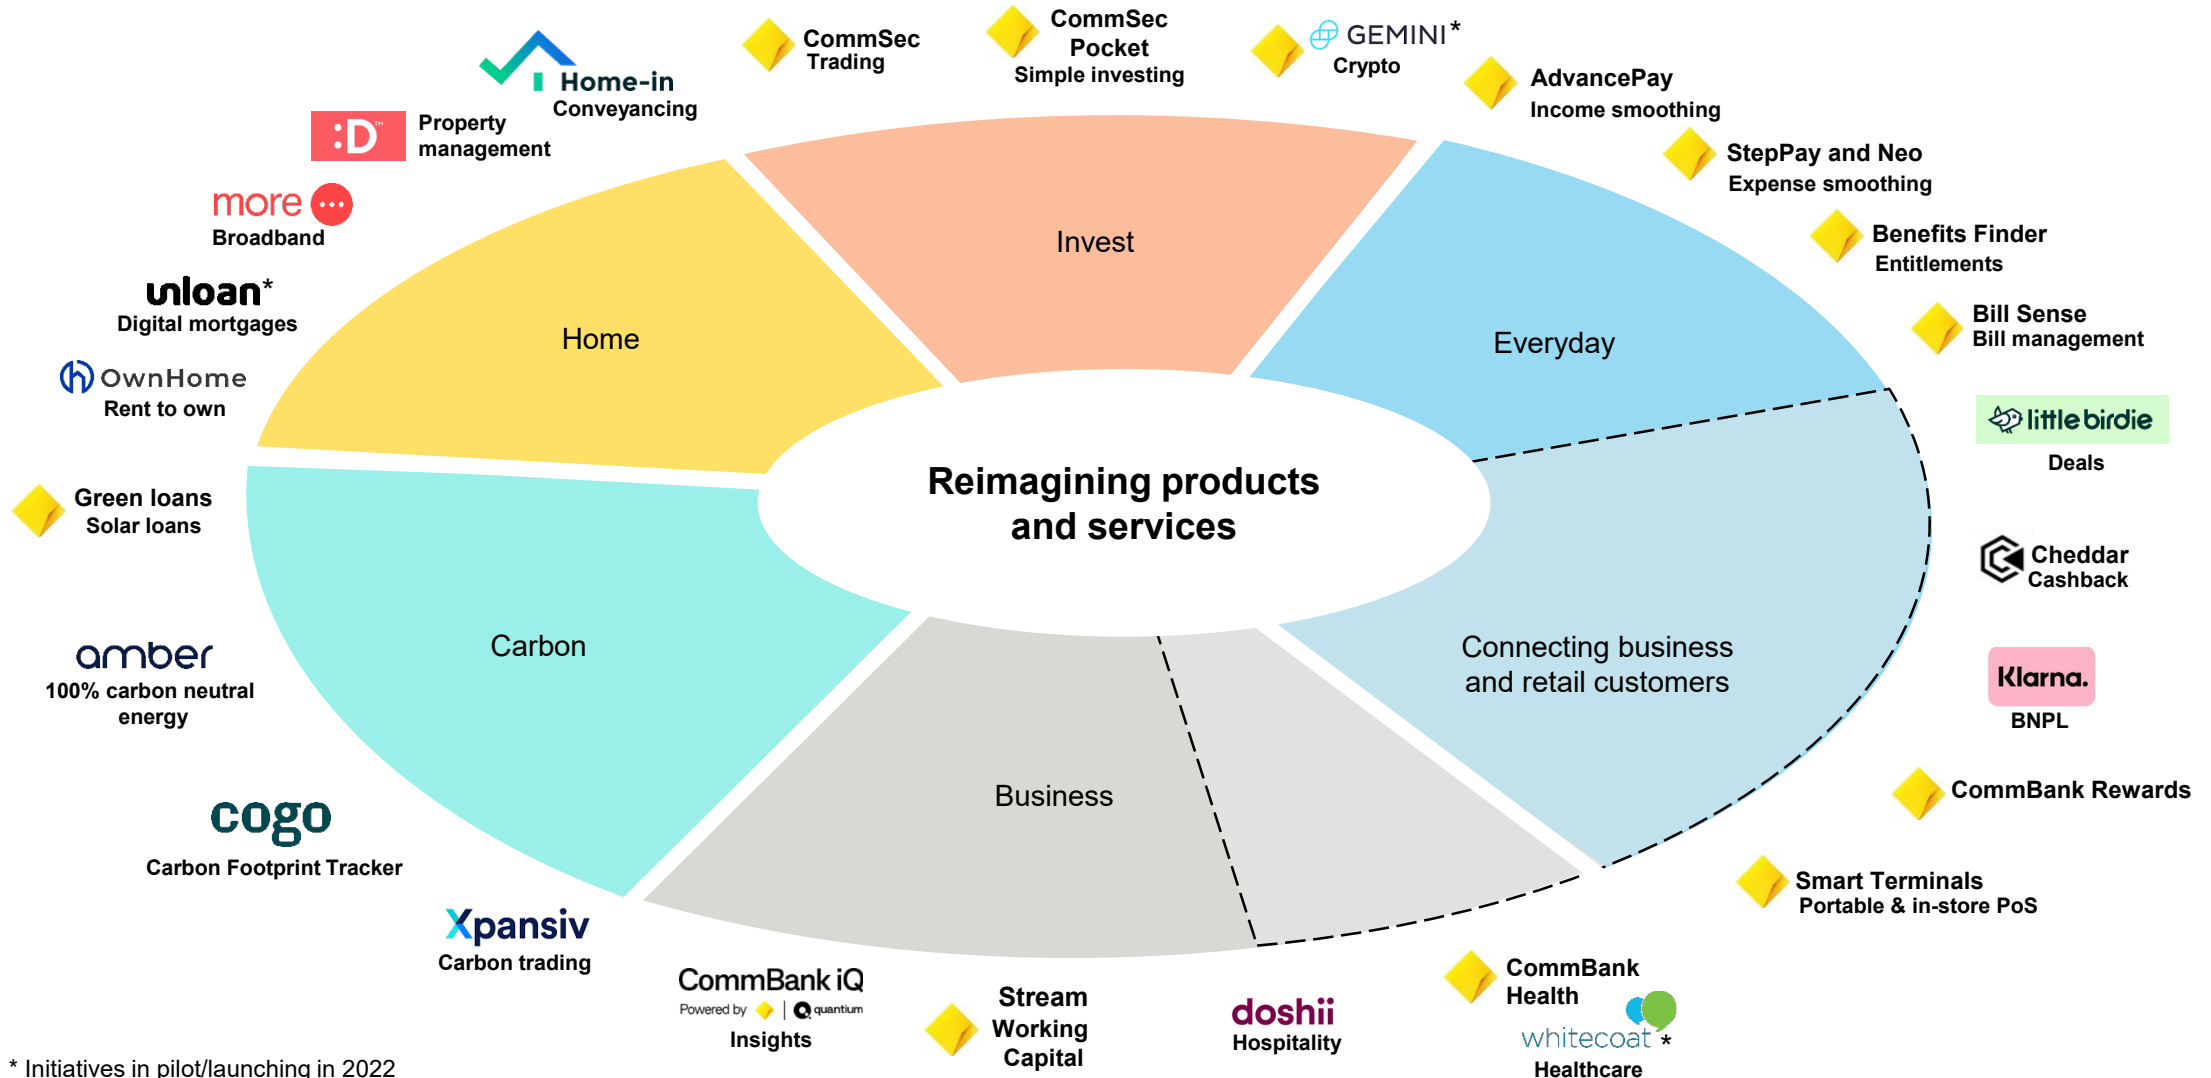 CommSec
Trading
CommSec
Pocket
Simple investing
GEMINI*
Crypto
AdvancePay
Income smoothing
StepPay and Neo
Expense smoothing
Benefits Finder
Entitlements
Bill Sense
Bill management
littlebirdie
Deals
Cheddar
Cashback
Klarna.
BNPL
CommBank Rewards
Smart Terminals
Portable & in-store PoS
CommBank
Health
whitecoat *
Healthcare
doshii
Hospitality
Stream
Working
Capital
CommBank iQ
Powered by | quantium
Insights
Xpansiv
Carbon trading
cogo
Carbon Footprint Tracker
amber
100% carbon neutral
energy
Green loans
Solar loans
OwnHome
Rent to own
unloan*
Digital mortgages
more
Broadband
:D™
Property
management
Home-in
Conveyancing
Invest
Home
Everyday
Reimagining products
and services
Carbon
Connecting business
and retail customers
Business
* Initiatives in pilot/launching in 2022